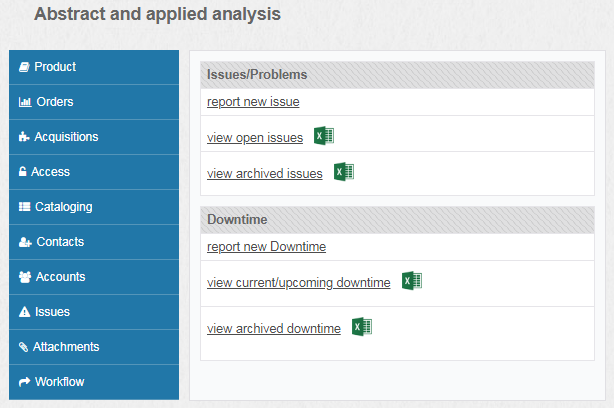 Abstract and applied analysis
Product
Orders
Acquisitions
Access
Cataloging
Contacts
Accounts
Issues
Attachments
Workflow
Issues/Problems
report new issue
view open issues
view archived issues
Downtime
report new Downtime
view current/upcoming downtime
view archived downtime